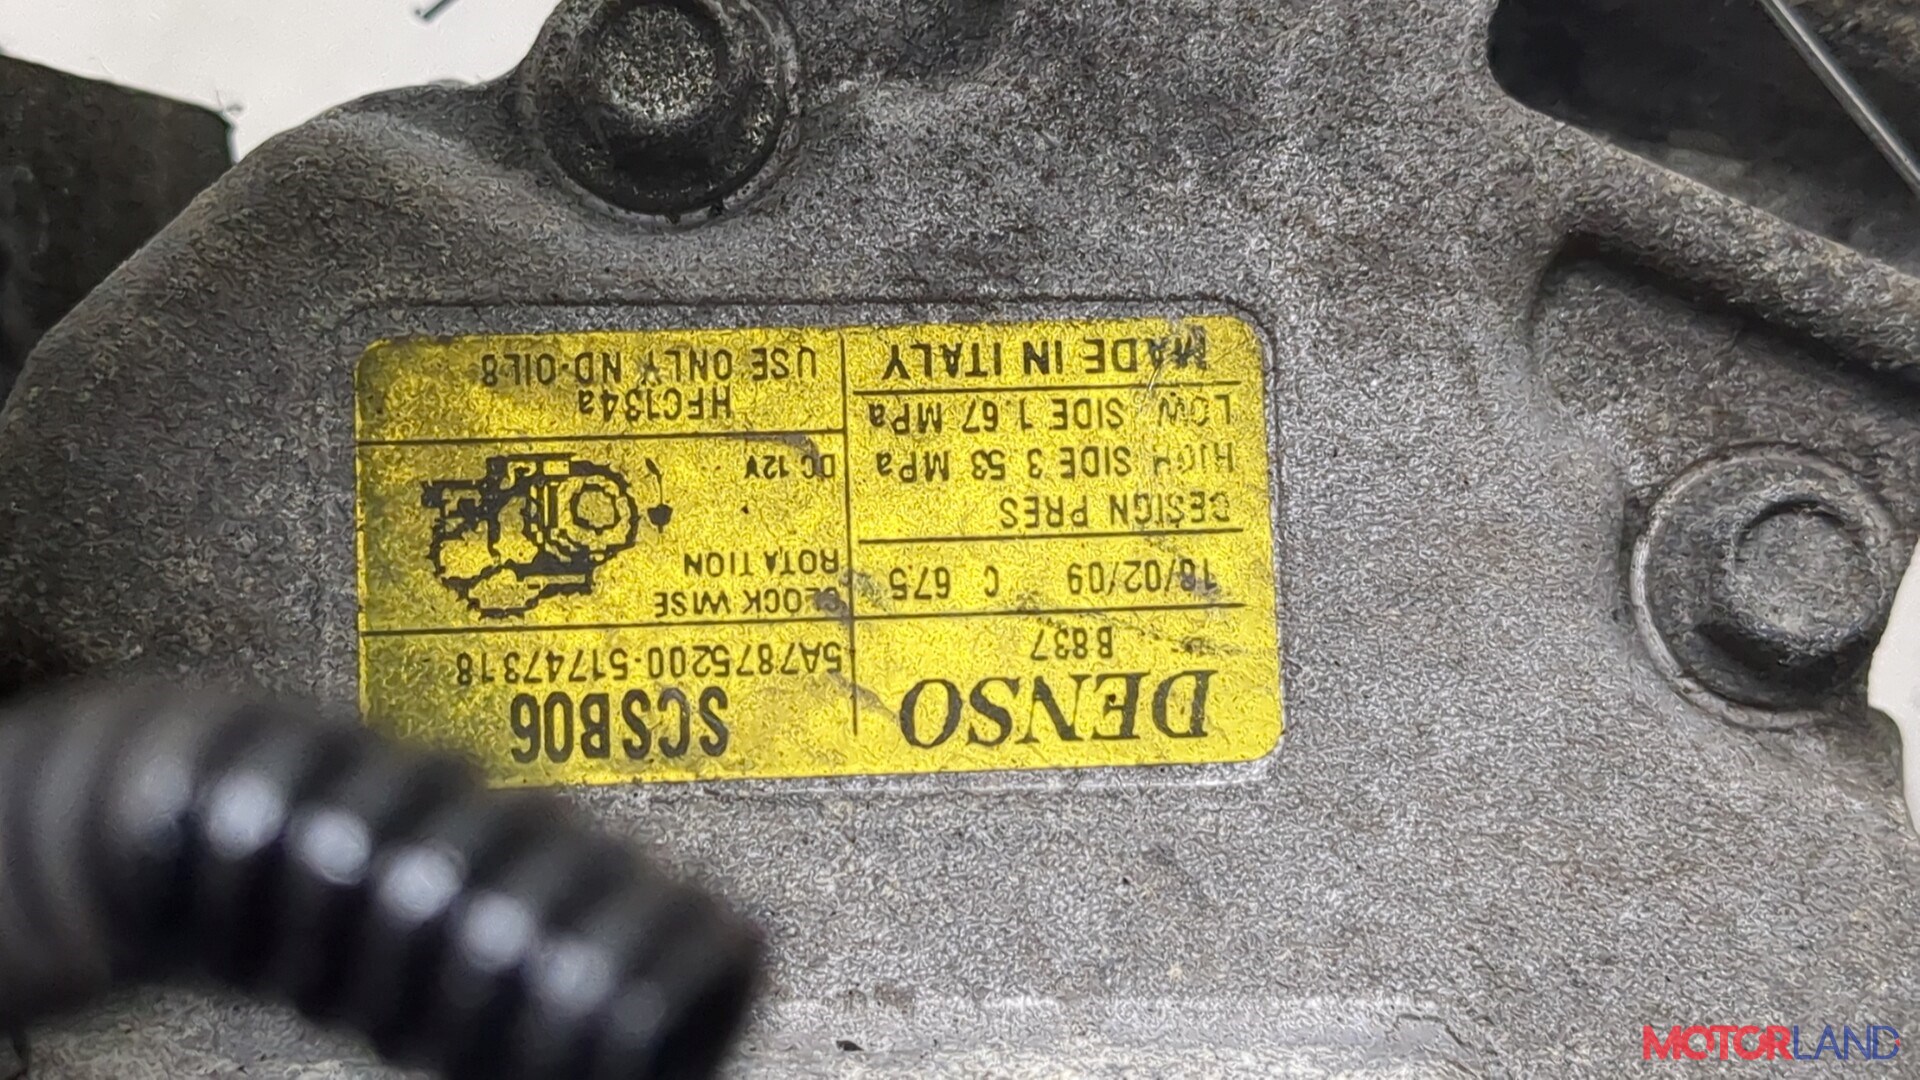 DENSO
B 837
18/02/09 C 675
DESIGN PRES
HIGH SIDE 3 53 MPa
LOW SIDE 1.67 MPa
MADE IN ITALY
SCSB06
5A7875200-51747318
CLOCK WISE
ROTATION
DC 12V
HFC134a
USE ONLY ND-OIL8
MOTORLAND